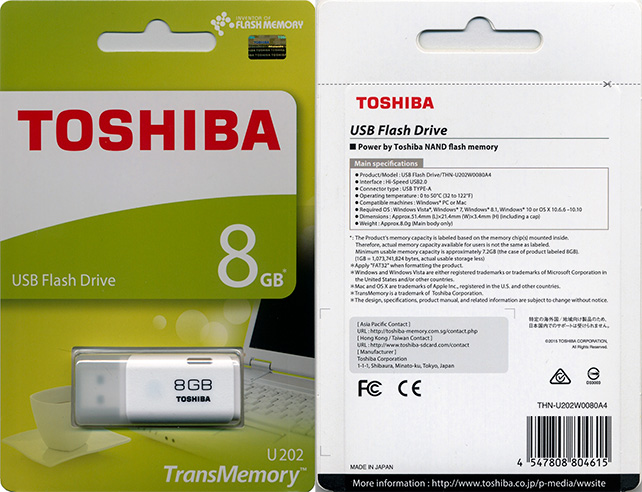 INVENTOR OF
FLASH MEMORY
TOSHIBA
8GB*
USB Flash Drive
8GB
TOSHIBA
U202
TransMemory™
TOSHIBA
USB Flash Drive
■ Power by Toshiba NAND flash memory
Main specifications
● Product/Model : USB Flash Drive/THN-U202W0080A4
● Interface : Hi-Speed USB2.0
● Connector type : USB TYPE-A
● Operating temperature : 0 to 50°C (32 to 122°F)
● Compatible machines : Windows® PC or Mac
● Required OS : Windows Vista®, Windows® 7, Windows® 8.1, Windows® 10 or OS X 10.6.6 -10.10
● Dimensions : Approx.51.4mm (L)×21.4mm (W)×3.4mm (H) (including a cap)
● Weight : Approx.8.0g (Main body only)
* : The Product's memory capacity is labeled based on the memory chip(s) mounted inside.
Therefore, actual memory capacity available for users is not the same as labeled.
Minimum usable memory capacity is approximately 7.2GB (the case of product labeled 8GB).
(1GB = 1,073,741,824 bytes, actual usable storage less)
※Apply "FAT32" when formatting the product.
※Windows and Windows Vista are either registered trademarks or trademarks of Microsoft Corporation in
the United States and/or other countries.
※Mac and OS X are trademarks of Apple Inc., registered in the U.S. and other countries.
※TransMemory is a trademark of Toshiba Corporation.
※The design, specifications, product manual, and related information are subject to change without notice.
[ Asia Pacific Contact ]
URL : http://toshiba-memory.com.sg/contact.php
[ Hong Kong / Taiwan Contact ]
URL : http://www.toshiba-sdcard.com/contact
[ Manufacturer ]
Toshiba Corporation
1-1-1, Shibaura, Minato-ku, Tokyo, Japan
特定の海外国/地域向け製品のため、
日本国内でのサポートは受けられません。
©2015 TOSHIBA CORPORATION,
All Rights Reserved.
FC CE
THN-U202W0080A4
4 547808 804615
MADE IN JAPAN
More information : http://www.toshiba.co.jp/p-media/wwsite